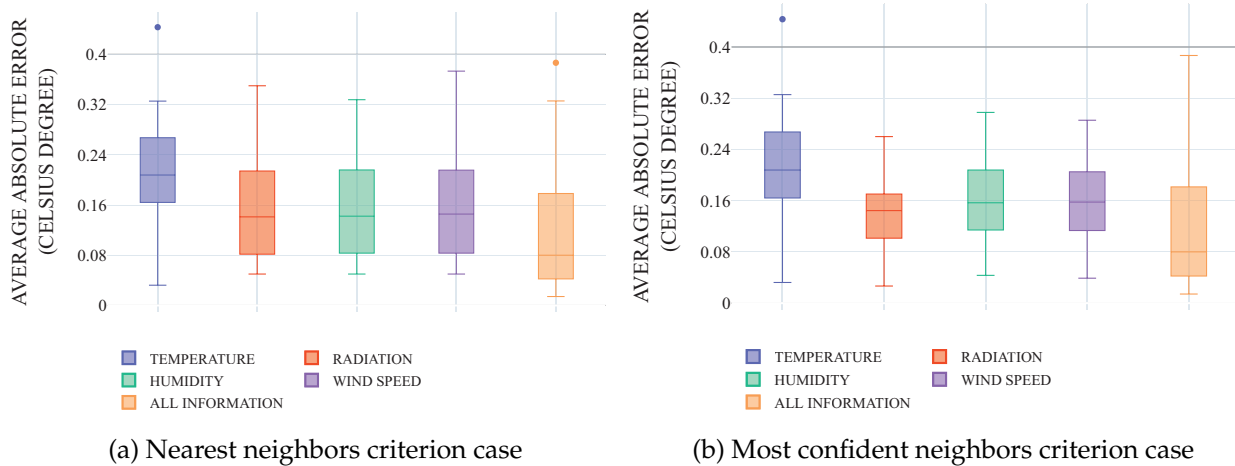 AVERAGE ABSOLUTE ERROR
(CELSIUS DEGREE)
0.4
0.32
0.24
0.16
0.08
0
TEMPERATURE
RADIATION
HUMIDITY
WIND SPEED
ALL INFORMATION
(a) Nearest neighbors criterion case
AVERAGE ABSOLUTE ERROR
(CELSIUS DEGREE)
0.4
0.32
0.24
0.16
0.08
0
TEMPERATURE
RADIATION
HUMIDITY
WIND SPEED
ALL INFORMATION
(b) Most confident neighbors criterion case